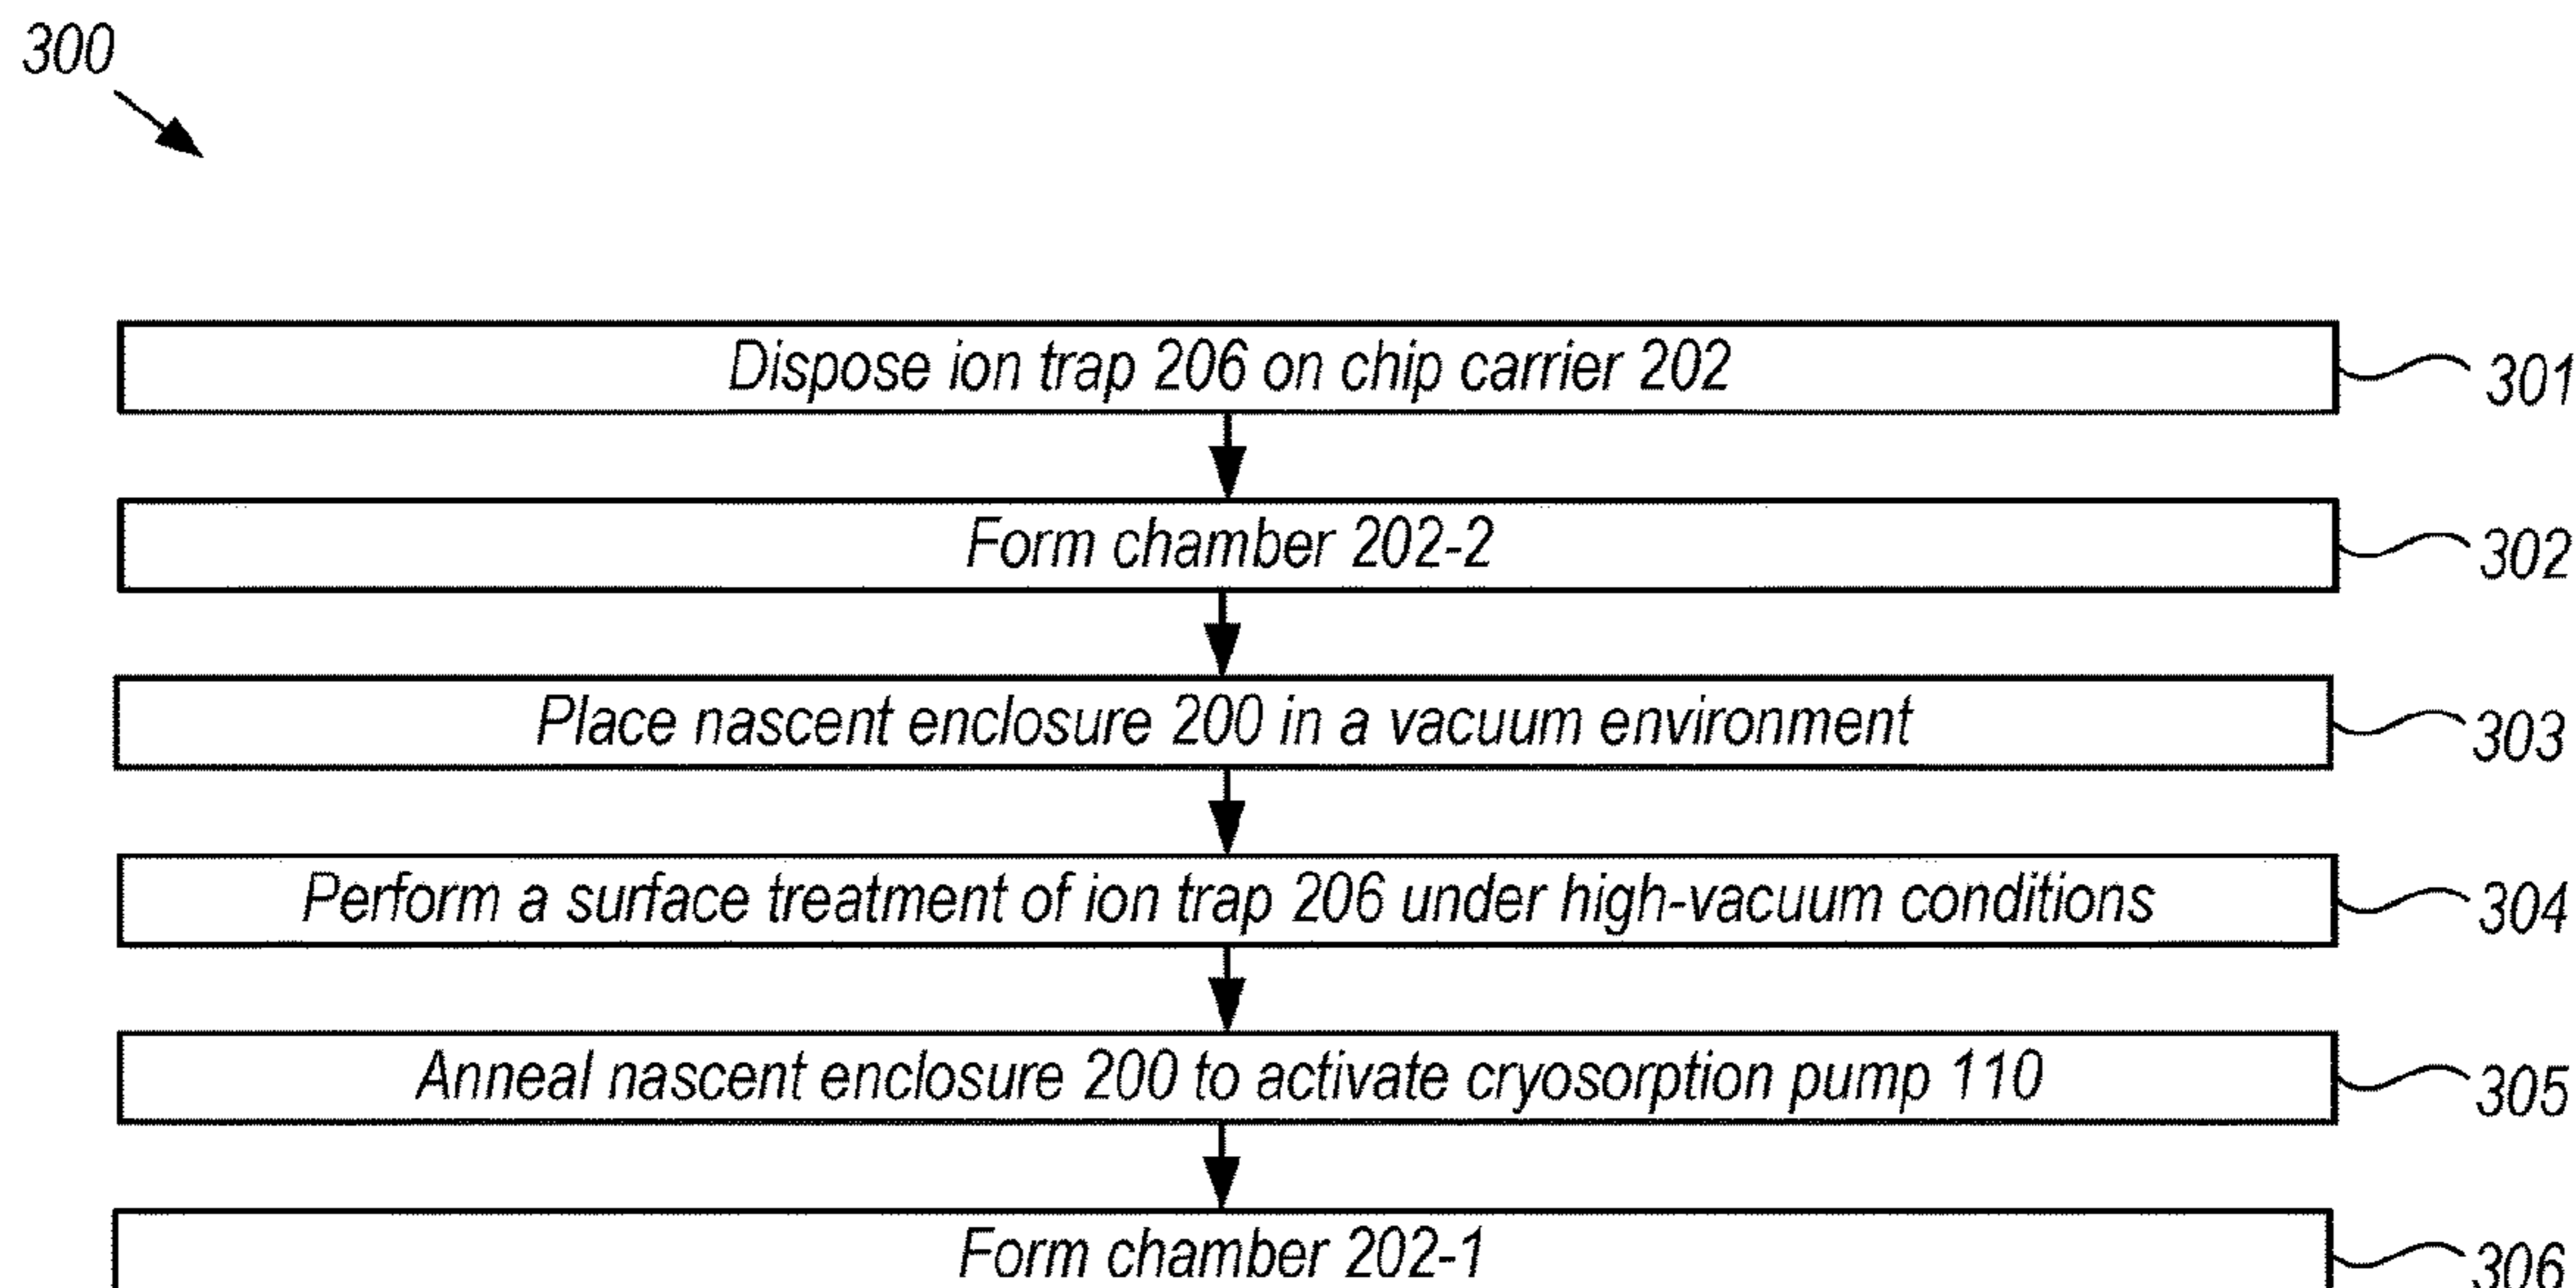 300
Dispose ion trap 206 on chip carrier 202
301
Form chamber 202-2
302
Place nascent enclosure 200 in a vacuum environment
303
Perform a surface treatment of ion trap 206 under high-vacuum conditions
304
Anneal nascent enclosure 200 to activate cryosorption pump 110
305
Form chamber 202-1
306